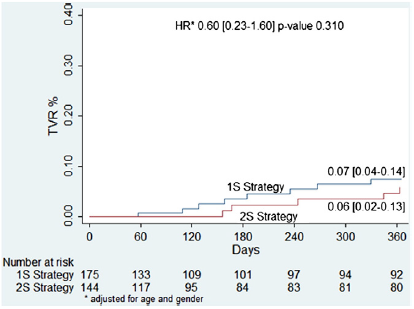 HR* 0.60 [0.23-1.60] p-value 0.310
TVR %
0.40
0.30
0.20
0.10
0.00
0.07 [0.04-0.14]
1S Strategy
0.06 [0.02-0.13]
2S Strategy
0 60 120 180 240 300 360
Days
Number at risk
1S Strategy 175 133 109 101 97 94 92
2S Strategy 144 117 95 84 83 81 80
* adjusted for age and gender